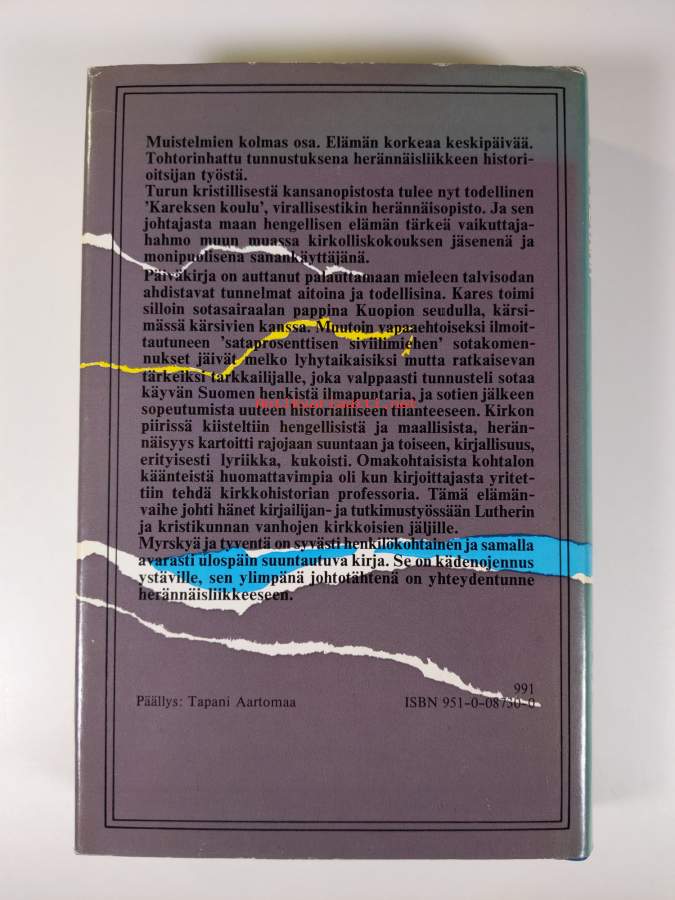 Muistelmien kolmas osa. Elämän korkeaa keskipäivää.
Tohtorinhattu tunnustuksena herännäisliikkeen histori-
oitsijan työstä.
Turun kristillisestä kansanopistosta tulee nyt todellinen
'Kareksen koulu', virallisestikin herännäisopisto. Ja sen
johtajasta maan hengellisen elämän tärkeä vaikuttaja-
hahmo muun muassa kirkolliskokouksen jäsenenä ja
monipuolisena sanankäyttäjänä.
Päiväkirja on auttanut palauttamaan mieleen talvisodan
ahdistavat tunnelmat aitoina ja todellisina. Kares toimi
silloin sotasairaalan pappina Kuopion seudulla, kärsi-
mässä kärsivien kanssa. Muutoin vapaaehtoiseksi ilmoit-
tautuneen 'sataprosenttisen siviilimiehen' sotakomen-
nukset jäivät melko lyhytaikaisiksi mutta ratkaisevan
tärkeiksi tarkkailijalle, joka valppaasti tunnusteli sotaa
käyvän Suomen henkistä ilmapuntaria, ja sotien jälkeen
sopeutumista uuteen historialliseen tilanteeseen. Kirkon
piirissä kiisteltiin hengellisistä ja maallisista, herän-
näisyys kartoitti rajojaan suuntaan ja toiseen, kirjallisuus,
erityisesti lyriikka, kukoisti. Omakohtaisista kohtalon
käänteistä huomattavimpia oli kun kirjoittajasta yritet-
tiin tehdä kirkkohistorian professoria. Tämä elämän-
vaihe johti hänet kirjailijan- ja tutkimustyössään Lutherin
ja kristikunnan vanhojen kirkkoisien jäljille.
Myrskyä ja tyventä on syvästi henkilökohtainen ja samalla
avarasti ulospäin suuntautuva kirja. Se on kädenojennus
ystäville, sen ylimpänä johtotähtenä on yhteydentunne
herännäisliikkeeseen.
991
Päällys: Tapani Aartomaa
ISBN 951-0-08730-0